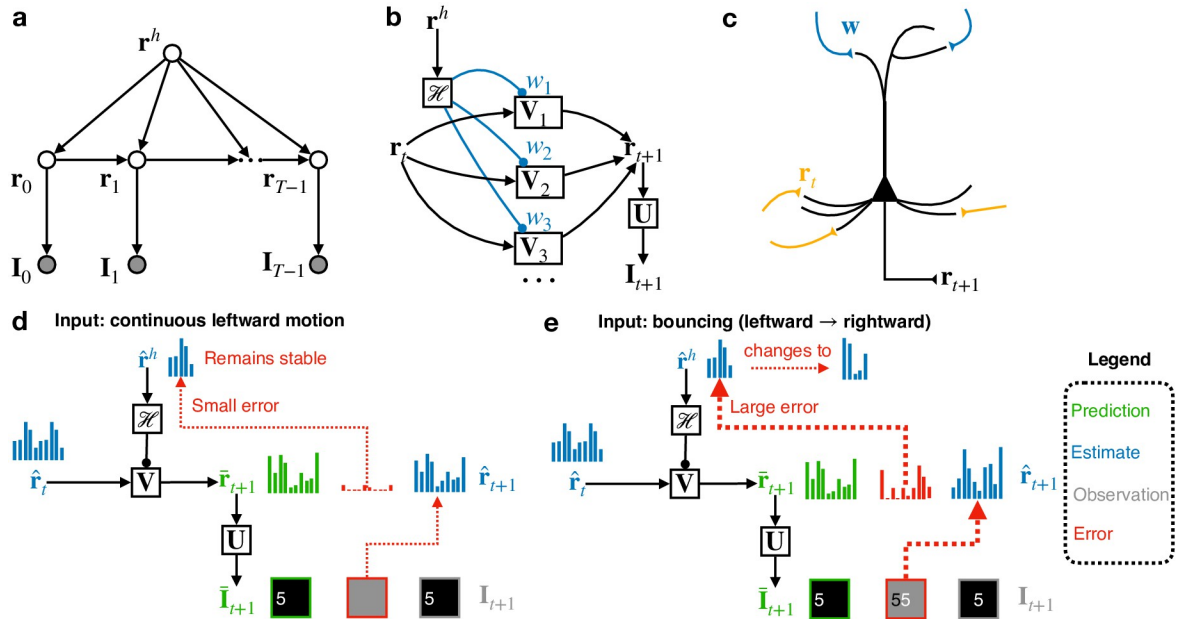 a
r^h
r_0
r_1
r_{T-1}
I_0
I_1
I_{T-1}
b
r^h
ℋ
w_1
V_1
r_t
w_2
r_{t+1}
V_2
U
w_3
V_3
I_{t+1}
c
w
r_t
r_{t+1}
d Input: continuous leftward motion
r̂^h
Remains stable
ℋ
Small error
r̂_t
V
r̄_{t+1}
r̂_{t+1}
U
Ī_{t+1}
5
5
I_{t+1}
e Input: bouncing (leftward → rightward)
r̂^h
changes to
ℋ
Large error
r̂_t
V
r̄_{t+1}
r̂_{t+1}
U
Ī_{t+1}
5
55
5
I_{t+1}
Legend
Prediction
Estimate
Observation
Error